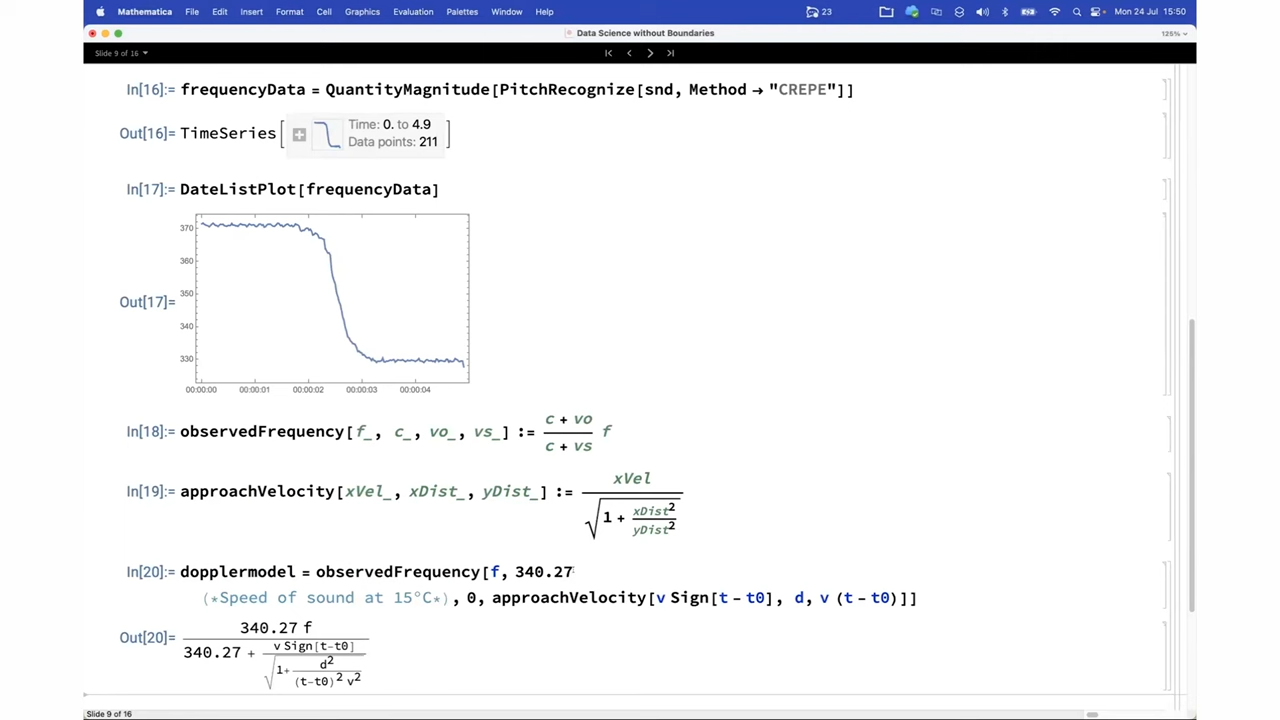 Mathematica File Edit Insert Format Cell Graphics Evaluation Palettes Window Help 23 Mon 24 Jul 15:50
Data Science without Boundaries 125%
Slide 9 of 16
In[16]:= frequencyData = QuantityMagnitude[PitchRecognize[snd, Method → "CREPE"]]
Out[16]= TimeSeries[ Time: 0. to 4.9
Data points: 211 ]
In[17]:= DateListPlot[frequencyData]
370
360
350
340
330
00:00:00 00:00:01 00:00:02 00:00:03 00:00:04
Out[17]=
In[18]:= observedFrequency[f_, c_, vo_, vs_] := c + vo
c + vs f
In[19]:= approachVelocity[xVel_, xDist_, yDist_] := xVel
√1 + xDist²
yDist²
In[20]:= dopplermodel = observedFrequency[f, 340.27
(*Speed of sound at 15°C*), 0, approachVelocity[v Sign[t - t0], d, v (t - t0)]]
Out[20]= 340.27 f
340.27 + v Sign[t-t0]
√1+ d²
(t-t0)² v²
Slide 9 of 16